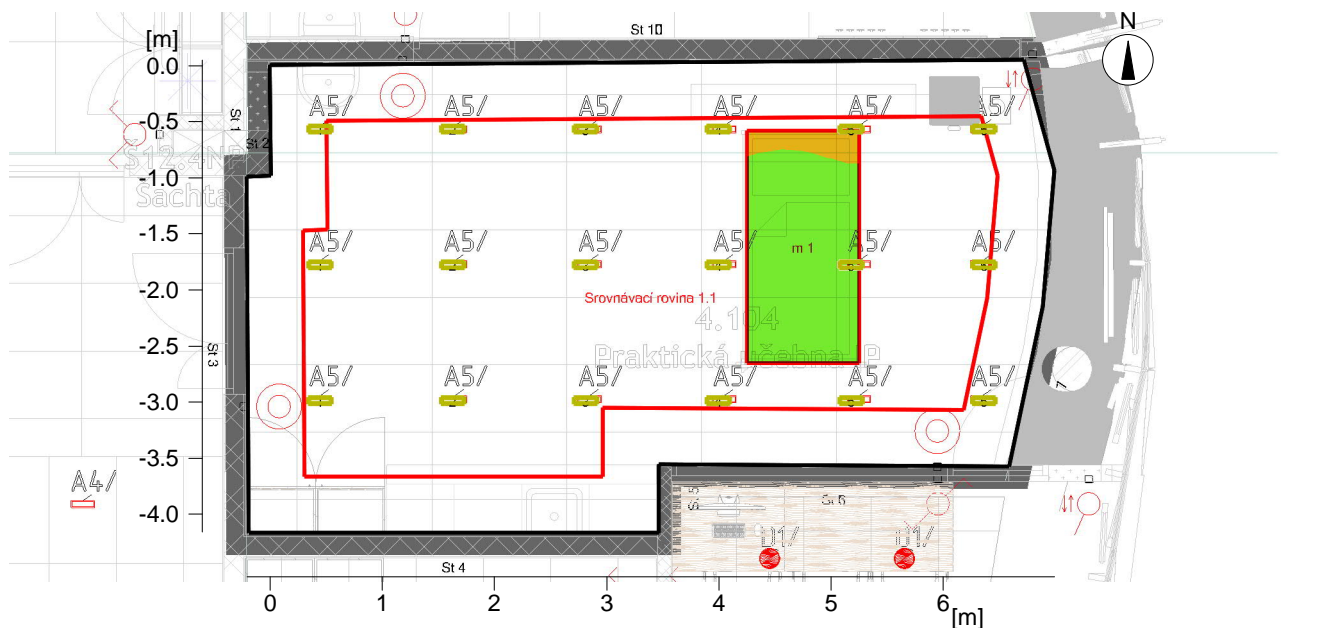 [m]
St 10
N
0.0
A5/ A5/ A5/ A5/ A5/ A5/
-0.5
St 1
St 2
S12.4NP
Šachta
-1.0
-1.5
A5/ A5/ A5/ A5/ A5/ A5/
m 1
-2.0
Srovnávací rovina 1.1
4.104
Praktická učebna IP
-2.5
St 3
A5/ A5/ A5/ A5/ A5/ A5/
7
-3.0
-3.5
A4/
St 5
St 6
-4.0
D1/ D1/
St 4
0 1 2 3 4 5 6 [m]